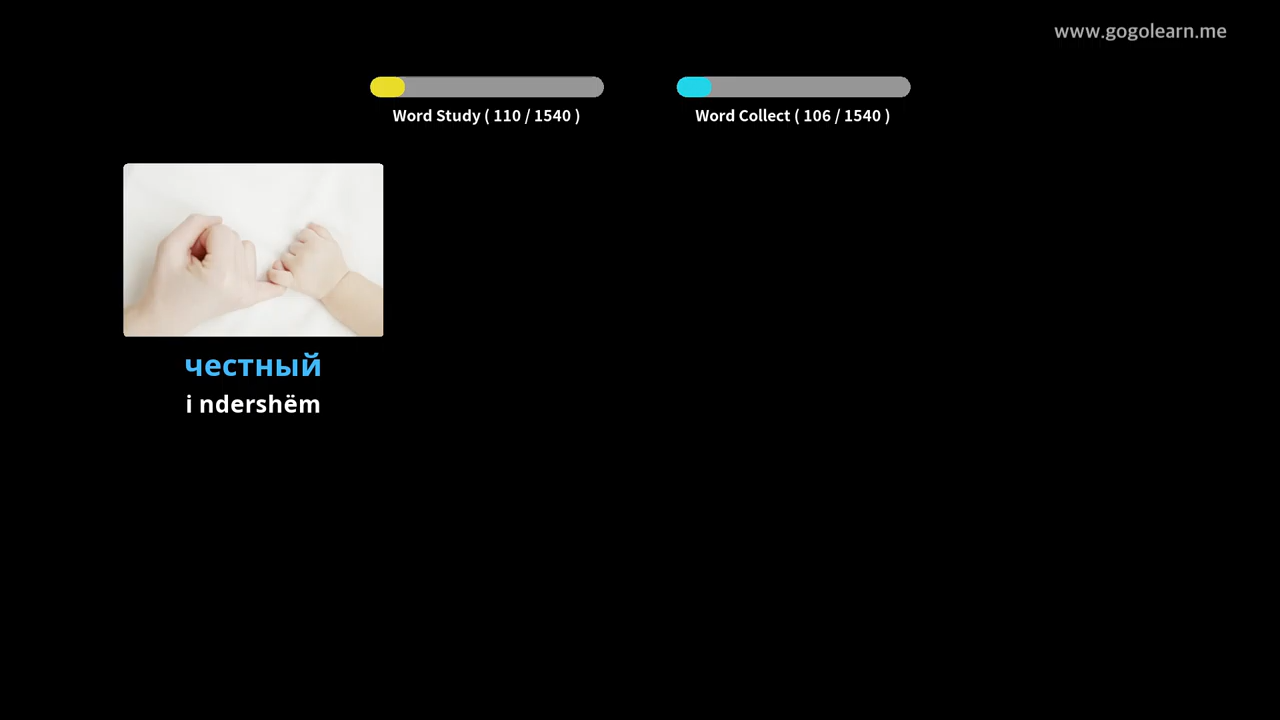 www.gogolearn.me
Word Study ( 110 / 1540 )
Word Collect ( 106 / 1540 )
честный
i ndershëm